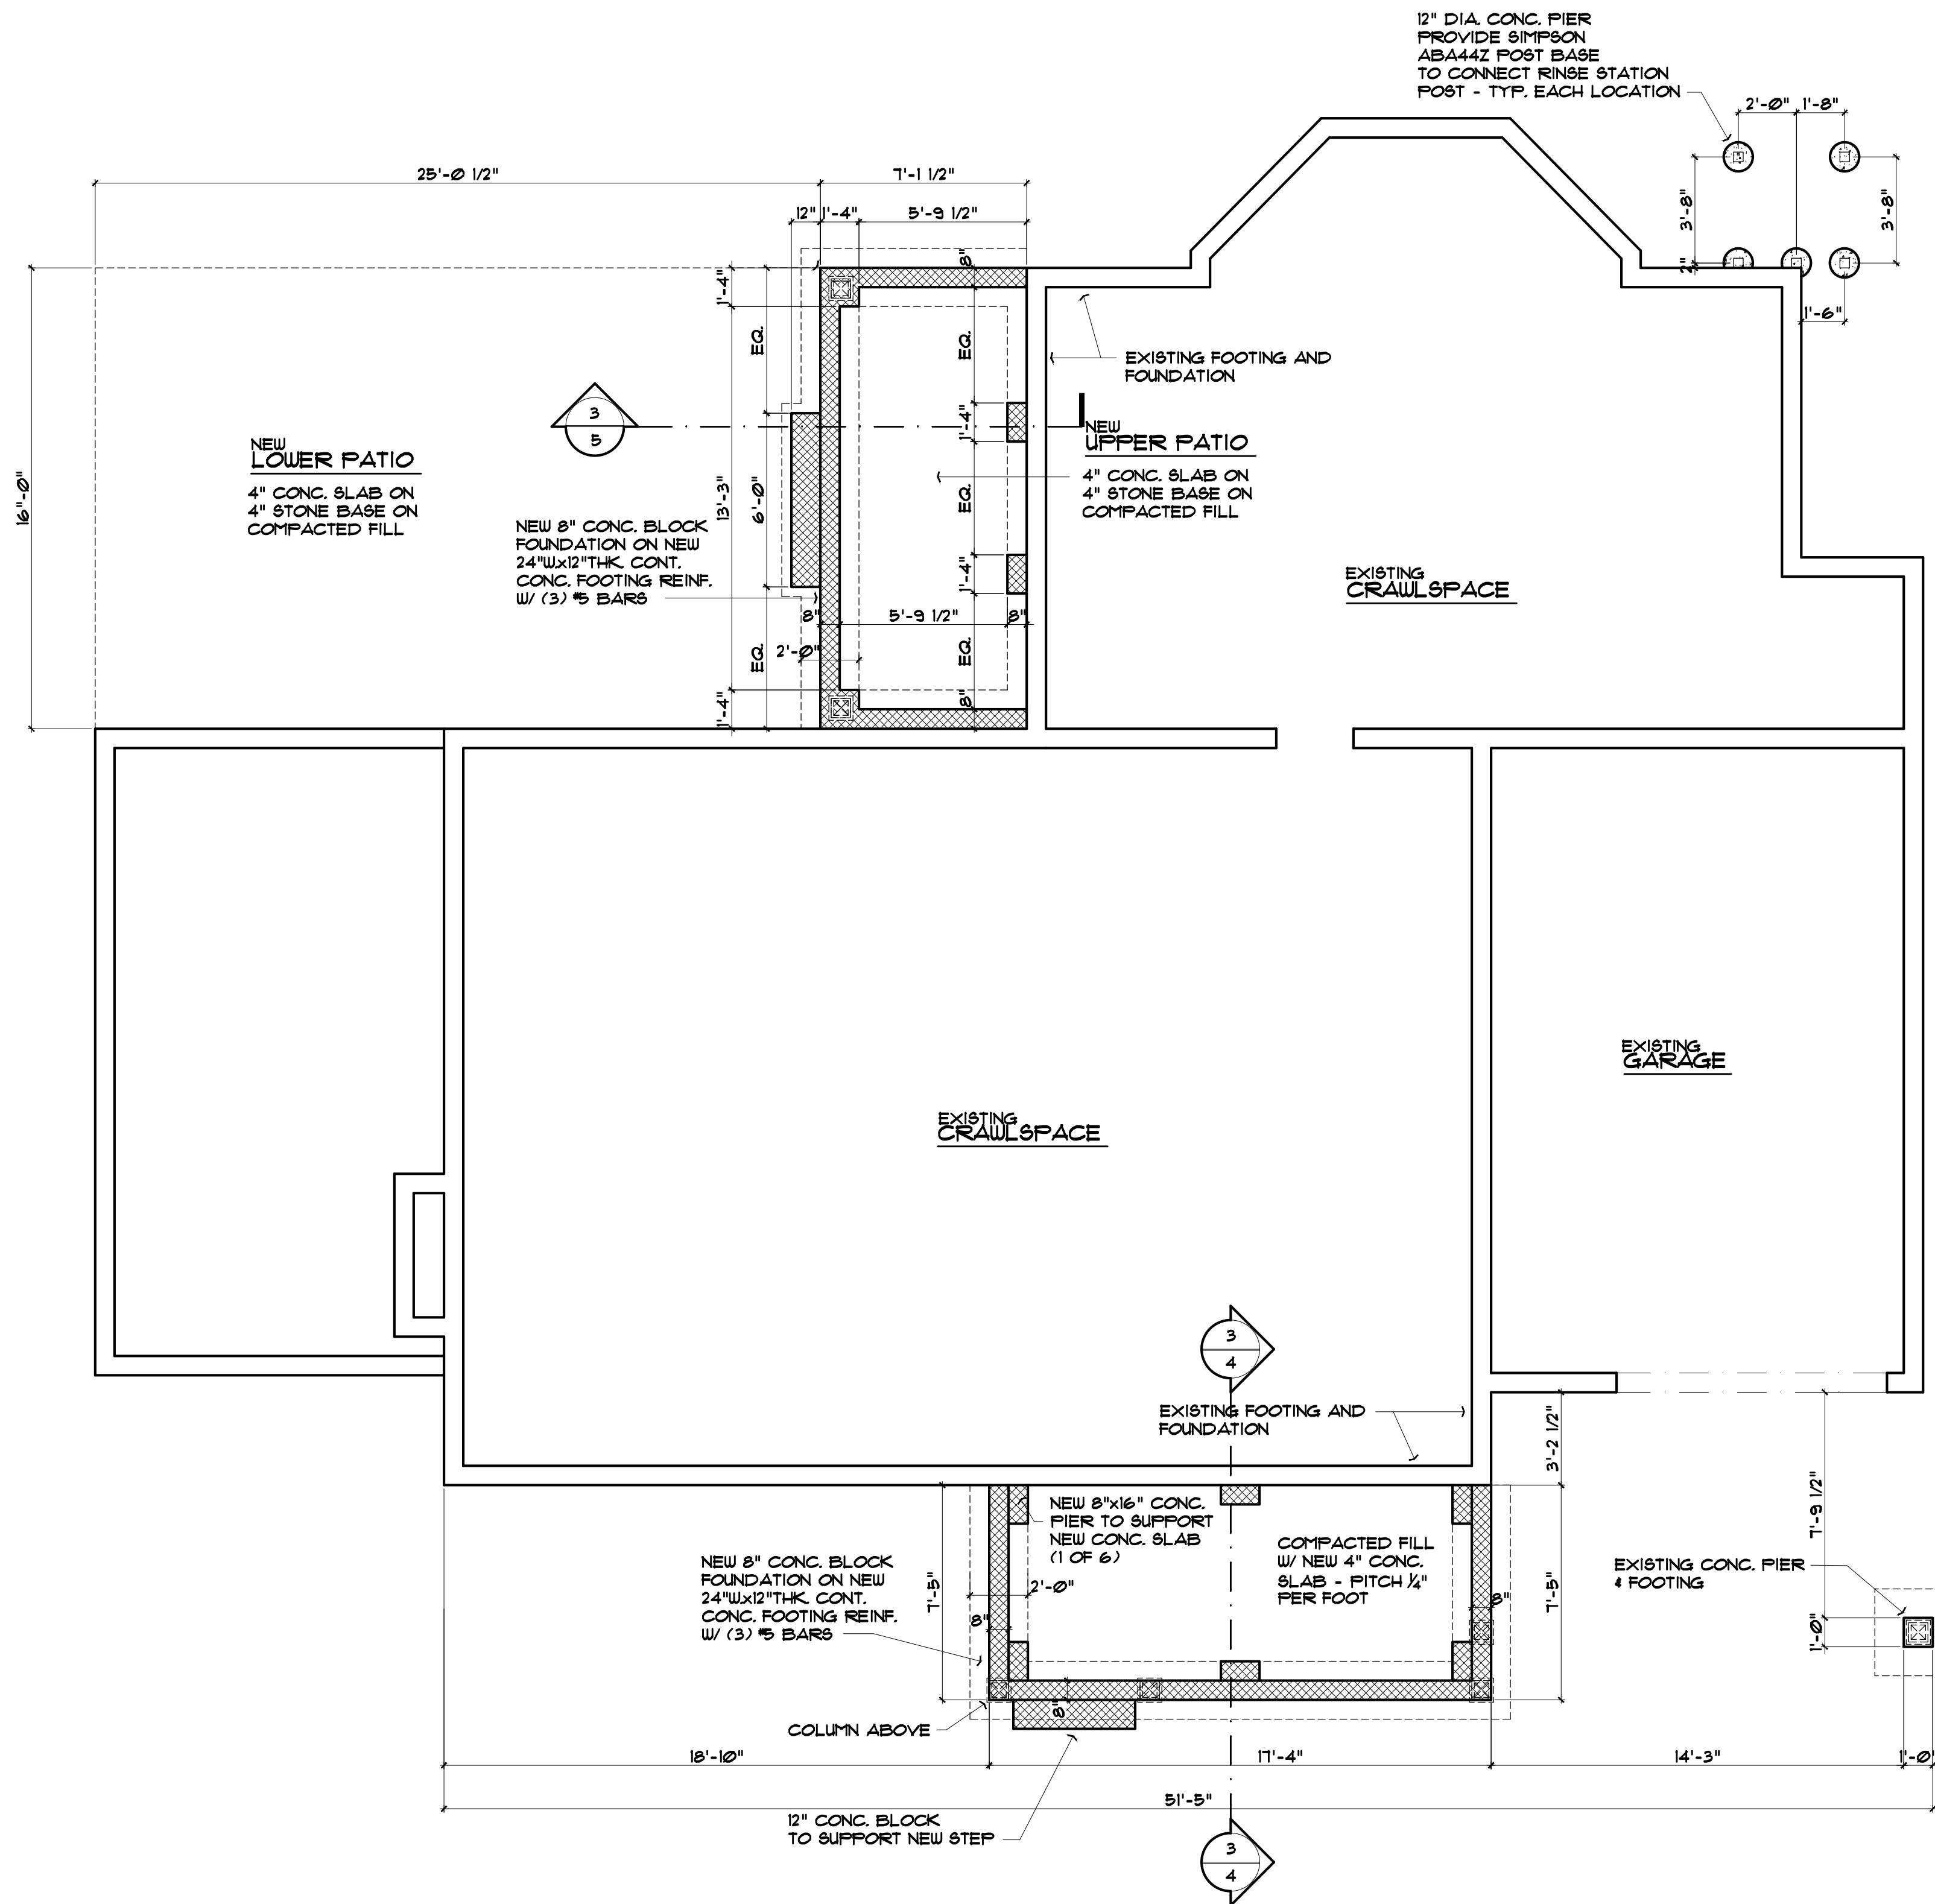 12" DIA. CONC. PIER
PROVIDE SIMPSON
ABA44Z POST BASE
TO CONNECT RINSE STATION
POST - TYP. EACH LOCATION
2'-0" 1'-8"
25'-0 1/2"
7'-1 1/2"
12" 1'-4" 5'-9 1/2"
3'-8"
3'-8"
8"
2"
1'-4"
1'-6"
EQ.
EQ.
EXISTING FOOTING AND
FOUNDATION
3
5
1'-4"
NEW
LOWER PATIO
4" CONC. SLAB ON
4" STONE BASE ON
COMPACTED FILL
NEW
UPPER PATIO
4" CONC. SLAB ON
4" STONE BASE ON
COMPACTED FILL
16'-0"
13'-3"
6'-0"
EQ.
NEW 8" CONC. BLOCK
FOUNDATION ON NEW
24"W.x12"THK. CONT.
CONC. FOOTING REINF.
W/ (3) #5 BARS
1'-4"
EXISTING
CRAWLSPACE
8" 5'-9 1/2" 8"
EQ.
2'-0"
EQ.
1'-4"
8"
EXISTING
GARAGE
EXISTING
CRAWLSPACE
3
4
EXISTING FOOTING AND
FOUNDATION
3'-2 1/2"
7'-9 1/2"
NEW 8"x16" CONC.
PIER TO SUPPORT
NEW CONC. SLAB
(1 OF 6)
COMPACTED FILL
W/ NEW 4" CONC.
SLAB - PITCH 1/4"
PER FOOT
NEW 8" CONC. BLOCK
FOUNDATION ON NEW
24"W.x12"THK. CONT.
CONC. FOOTING REINF.
W/ (3) #5 BARS
7'-5"
2'-0"
8"
8"
7'-5"
EXISTING CONC. PIER
& FOOTING
1'-0"
8"
COLUMN ABOVE
18'-10"
17'-4"
14'-3"
1'-0"
51'-5"
12" CONC. BLOCK
TO SUPPORT NEW STEP
3
4